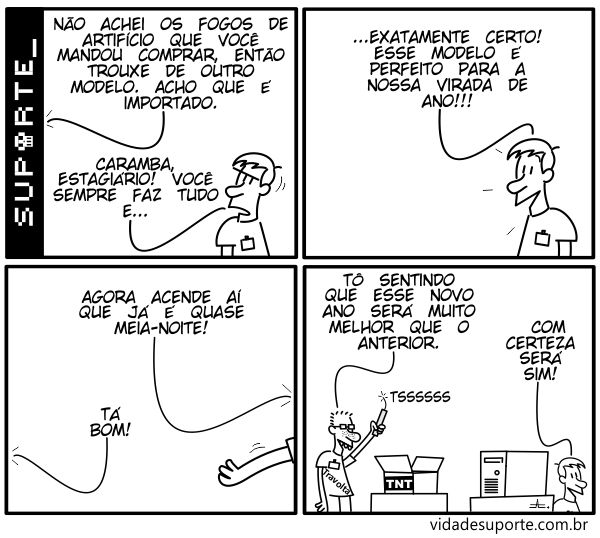 SUPORTE_
NÃO ACHEI OS FOGOS DE
ARTIFÍCIO QUE VOCÊ
MANDOU COMPRAR, ENTÃO
TROUXE DE OUTRO
MODELO. ACHO QUE É
IMPORTADO.
CARAMBA,
ESTAGIÁRIO! VOCÊ
SEMPRE FAZ TUDO
E...
...EXATAMENTE CERTO!
ESSE MODELO É
PERFEITO PARA A
NOSSA VIRADA DE
ANO!!!
AGORA ACENDE AÍ
QUE JÁ É QUASE
MEIA-NOITE!
TÁ
BOM!
TÔ SENTINDO
QUE ESSE NOVO
ANO SERÁ MUITO
MELHOR QUE O
ANTERIOR.
COM
CERTEZA
SERÁ
SIM!
TSSSSSS
Travolta
TNT
vidadesuporte.com.br